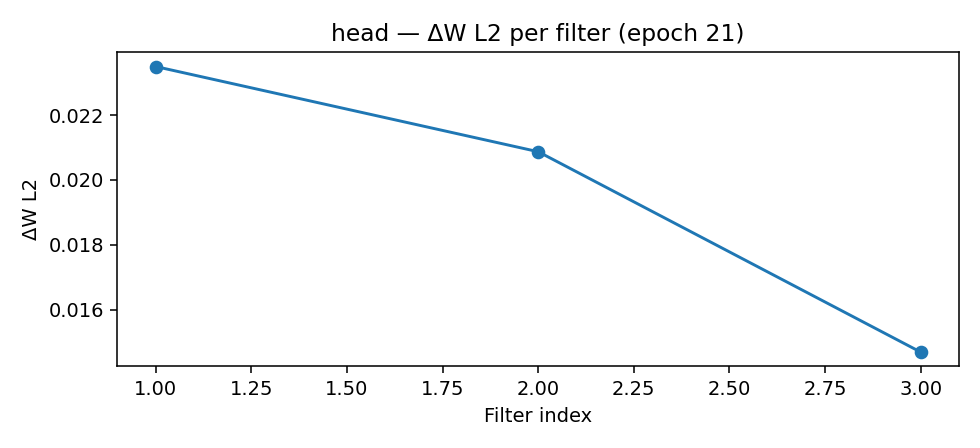 head — ΔW L2 per filter (epoch 21)
ΔW L2
0.022
0.020
0.018
0.016
1.00 1.25 1.50 1.75 2.00 2.25 2.50 2.75 3.00
Filter index